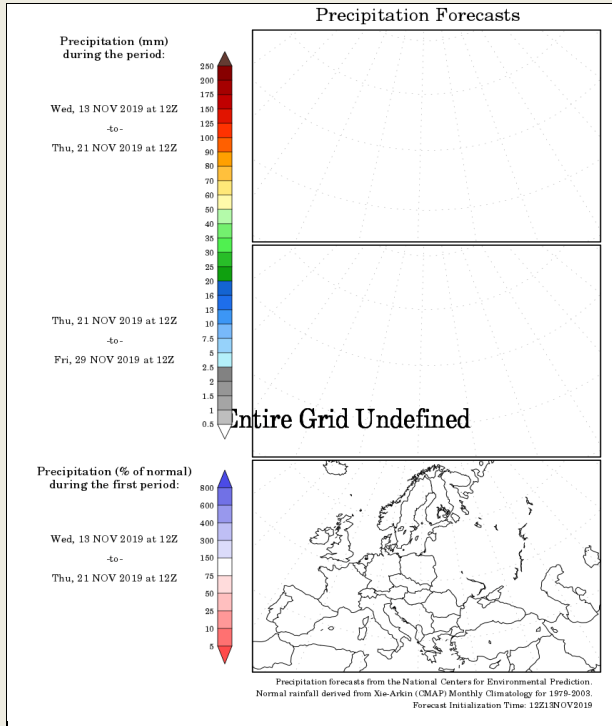 Precipitation Forecasts
Precipitation (mm)
during the period:
Wed, 13 NOV 2019 at 12Z
-to-
Thu, 21 NOV 2019 at 12Z
250
200
175
150
125
100
90
80
70
60
50
40
35
30
25
20
16
13
10
7.5
5
2.5
2
1.5
1
0.5
Thu, 21 NOV 2019 at 12Z
-to-
Fri, 29 NOV 2019 at 12Z
Entire Grid Undefined
Precipitation (% of normal)
during the first period:
Wed, 13 NOV 2019 at 12Z
-to-
Thu, 21 NOV 2019 at 12Z
800
600
400
300
150
75
50
25
10
5
Precipitation forecasts from the National Centers for Environmental Prediction.
Normal rainfall derived from Xie-Arkin (CMAP) Monthly Climatology for 1979-2003.
Forecast Initialization Time: 12Z13NOV2019